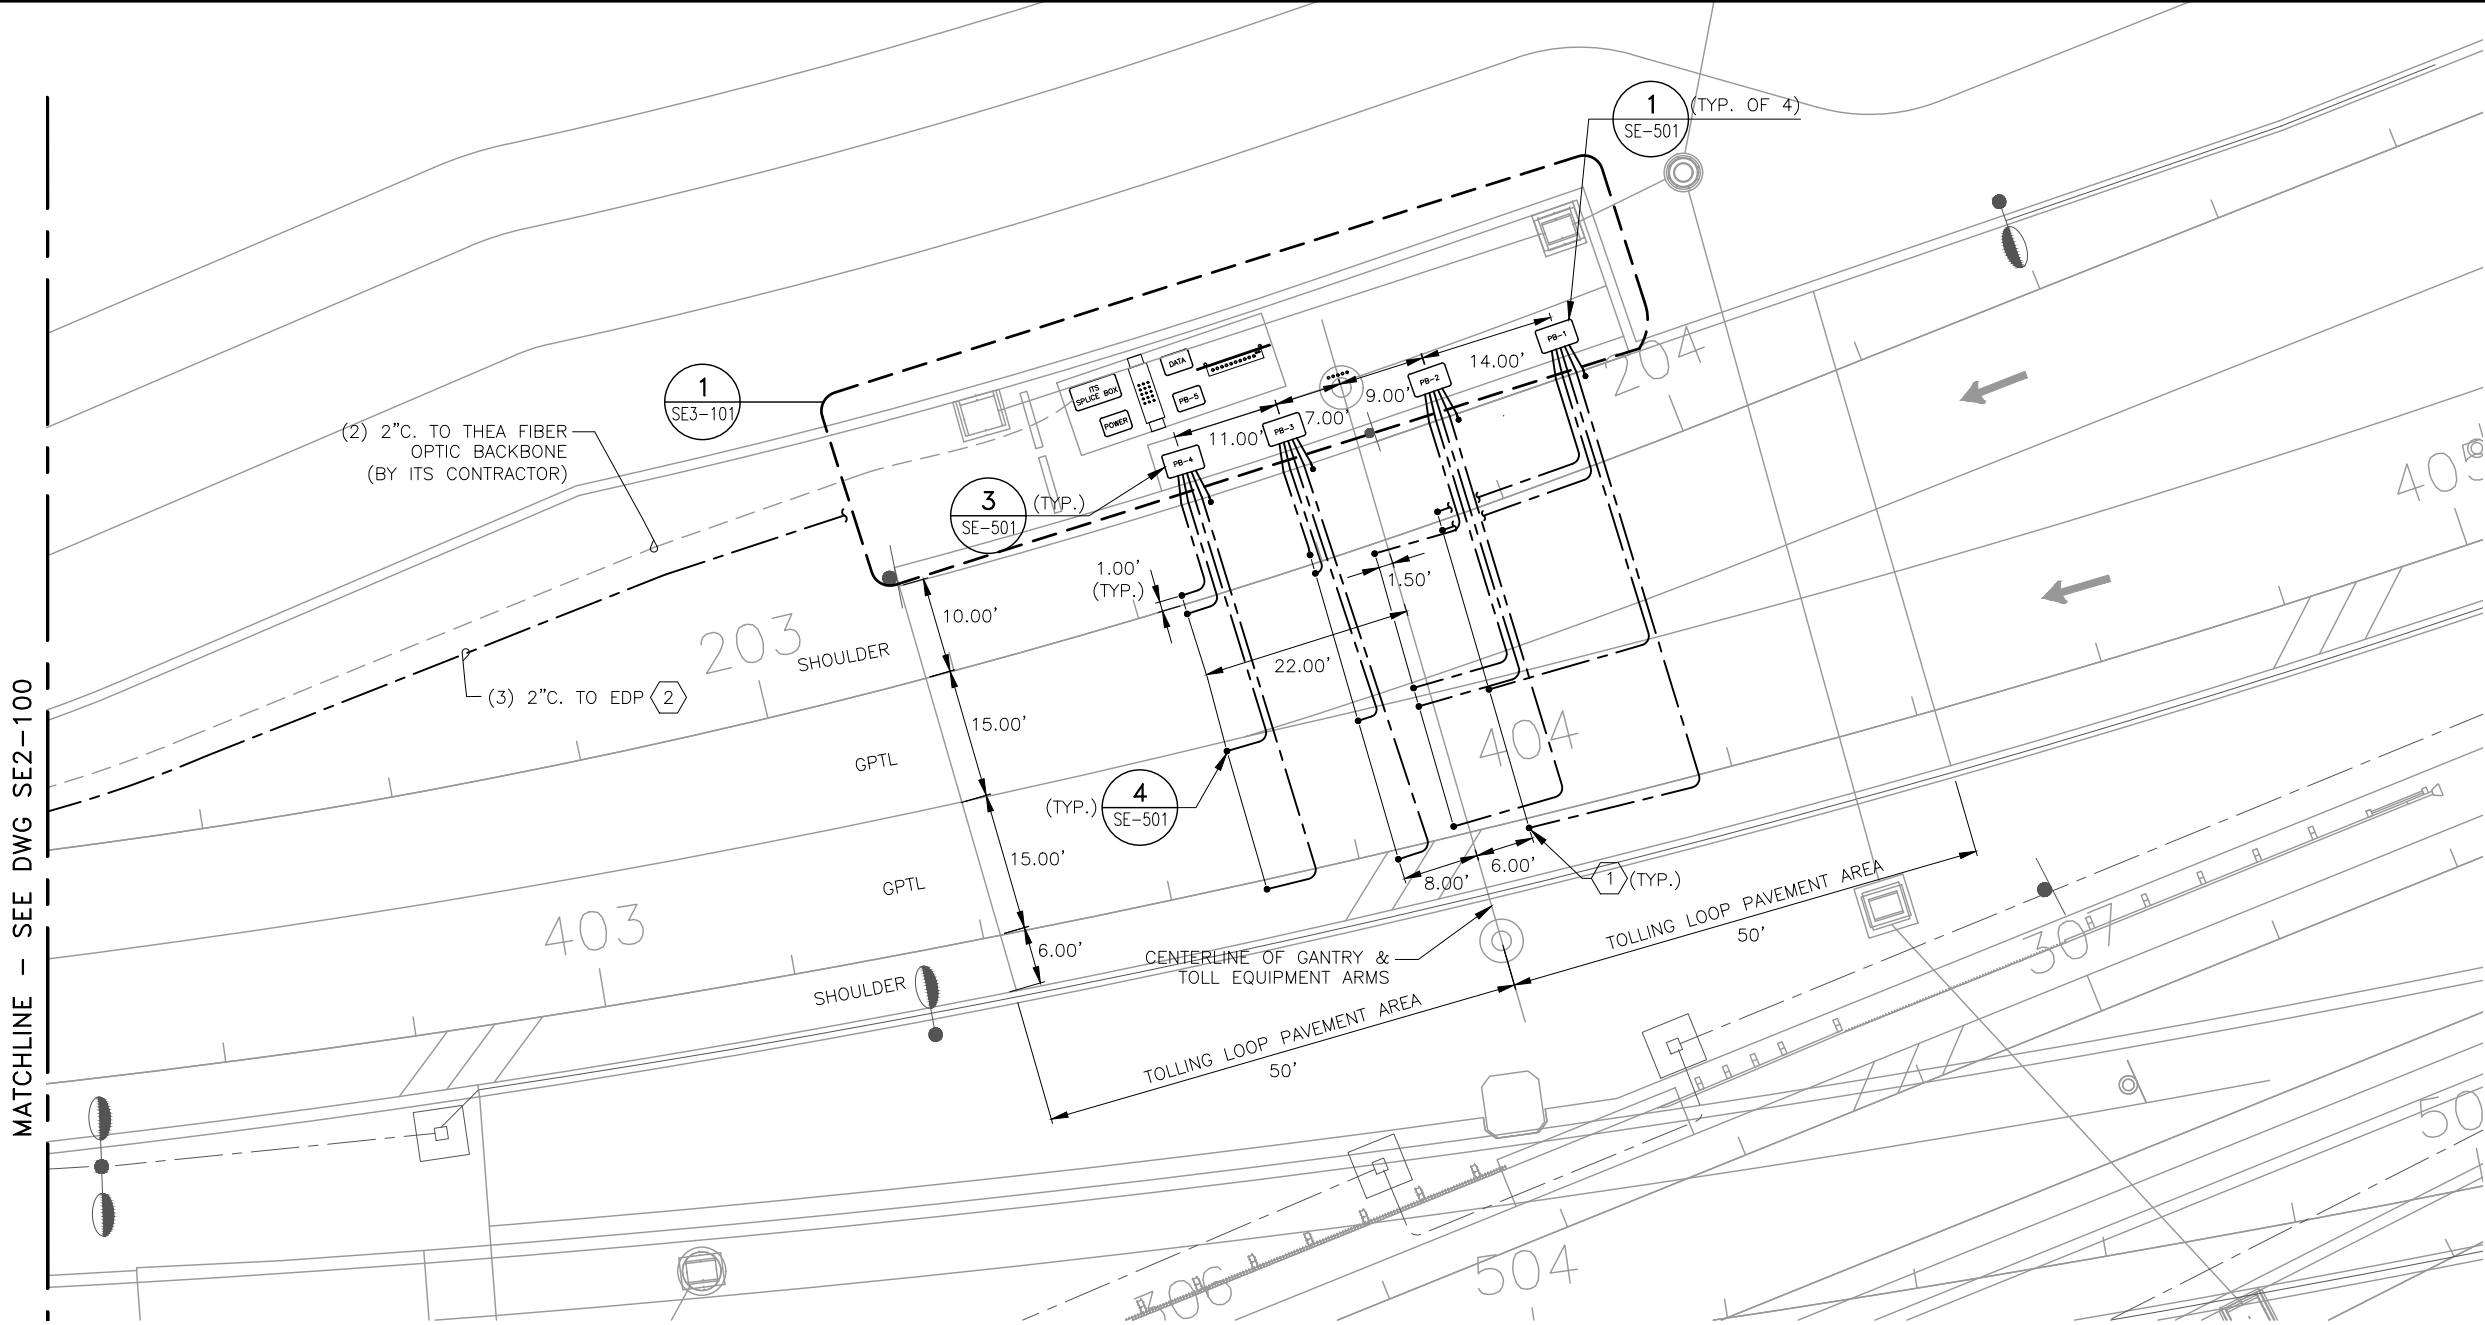 1
SE-501
(TYP. OF 4)
1
SE3-101
(2) 2"C. TO THEA FIBER
OPTIC BACKBONE
(BY ITS CONTRACTOR)
ITS
SPLICE BOX
DATA
POWER
PB-5
PB-1
PB-2
PB-3
PB-4
14.00'
9.00'
7.00'
11.00'
204
405
3
SE-501
(TYP.)
1.00'
(TYP.)
1.50'
10.00'
22.00'
203
SHOULDER
(3) 2"C. TO EDP
2
15.00'
GPTL
404
4
SE-501
(TYP.)
15.00'
GPTL
8.00'
6.00'
1
(TYP.)
403
6.00'
SHOULDER
CENTERLINE OF GANTRY &
TOLL EQUIPMENT ARMS
TOLLING LOOP PAVEMENT AREA
50'
TOLLING LOOP PAVEMENT AREA
50'
307
306
504
50
MATCHLINE - SEE DWG SE2-100